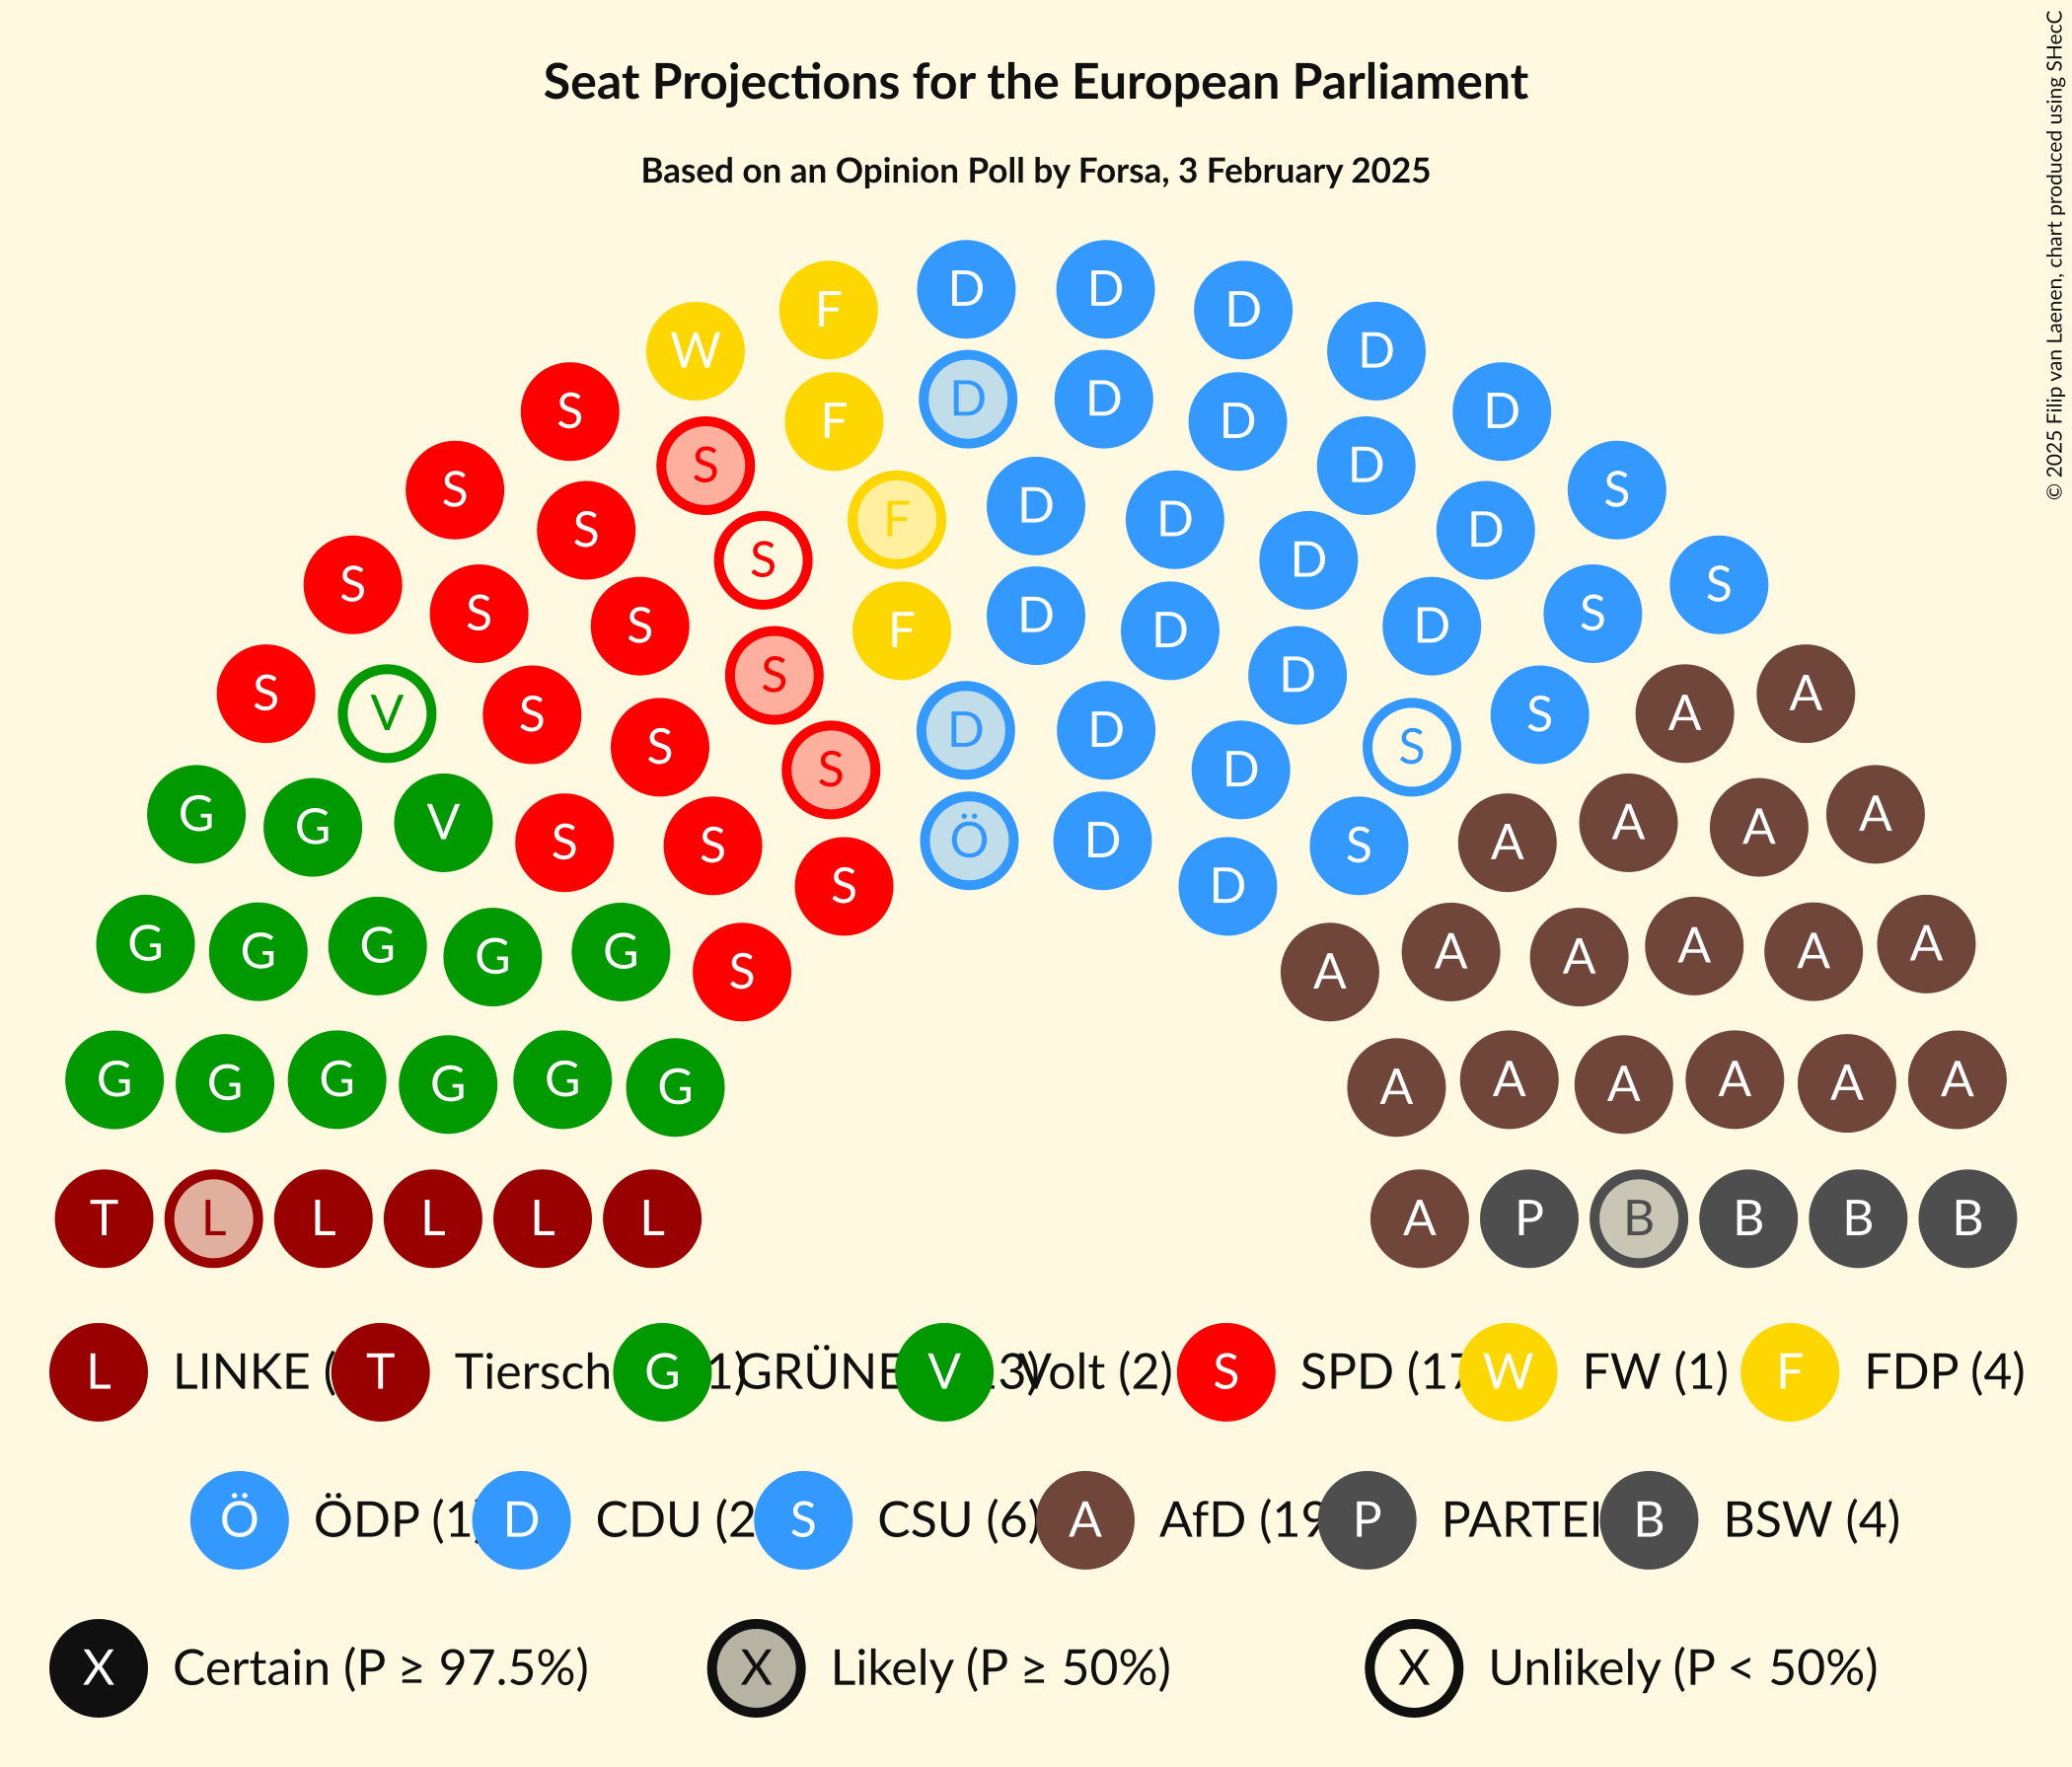 Seat Projections for the European Parliament
Based on an Opinion Poll by Forsa, 3 February 2025
© 2025 Filip van Laenen, chart produced using SHecC
D D
F D
W D
D D
F D
S S D D
S S
F D D
S D
S S
S F D D
S S
S D
S S
S D
V S S A
D D
S S S
S D
G V A A
G G A A
S Ö D S A
S S
S D
G G G G G A A A A A
S A
G G G G G G A A A A A A
T L L L L L A P B B B B
L LINKE ( T Tiersch G 1) GRÜNE V 3) Volt (2) S SPD (17 W FW (1) F FDP (4)
Ö ÖDP (1 D CDU (2 S CSU (6) A AfD (19 P PARTEI B BSW (4)
X Certain (P ≥ 97.5%) X Likely (P ≥ 50%) X Unlikely (P < 50%)